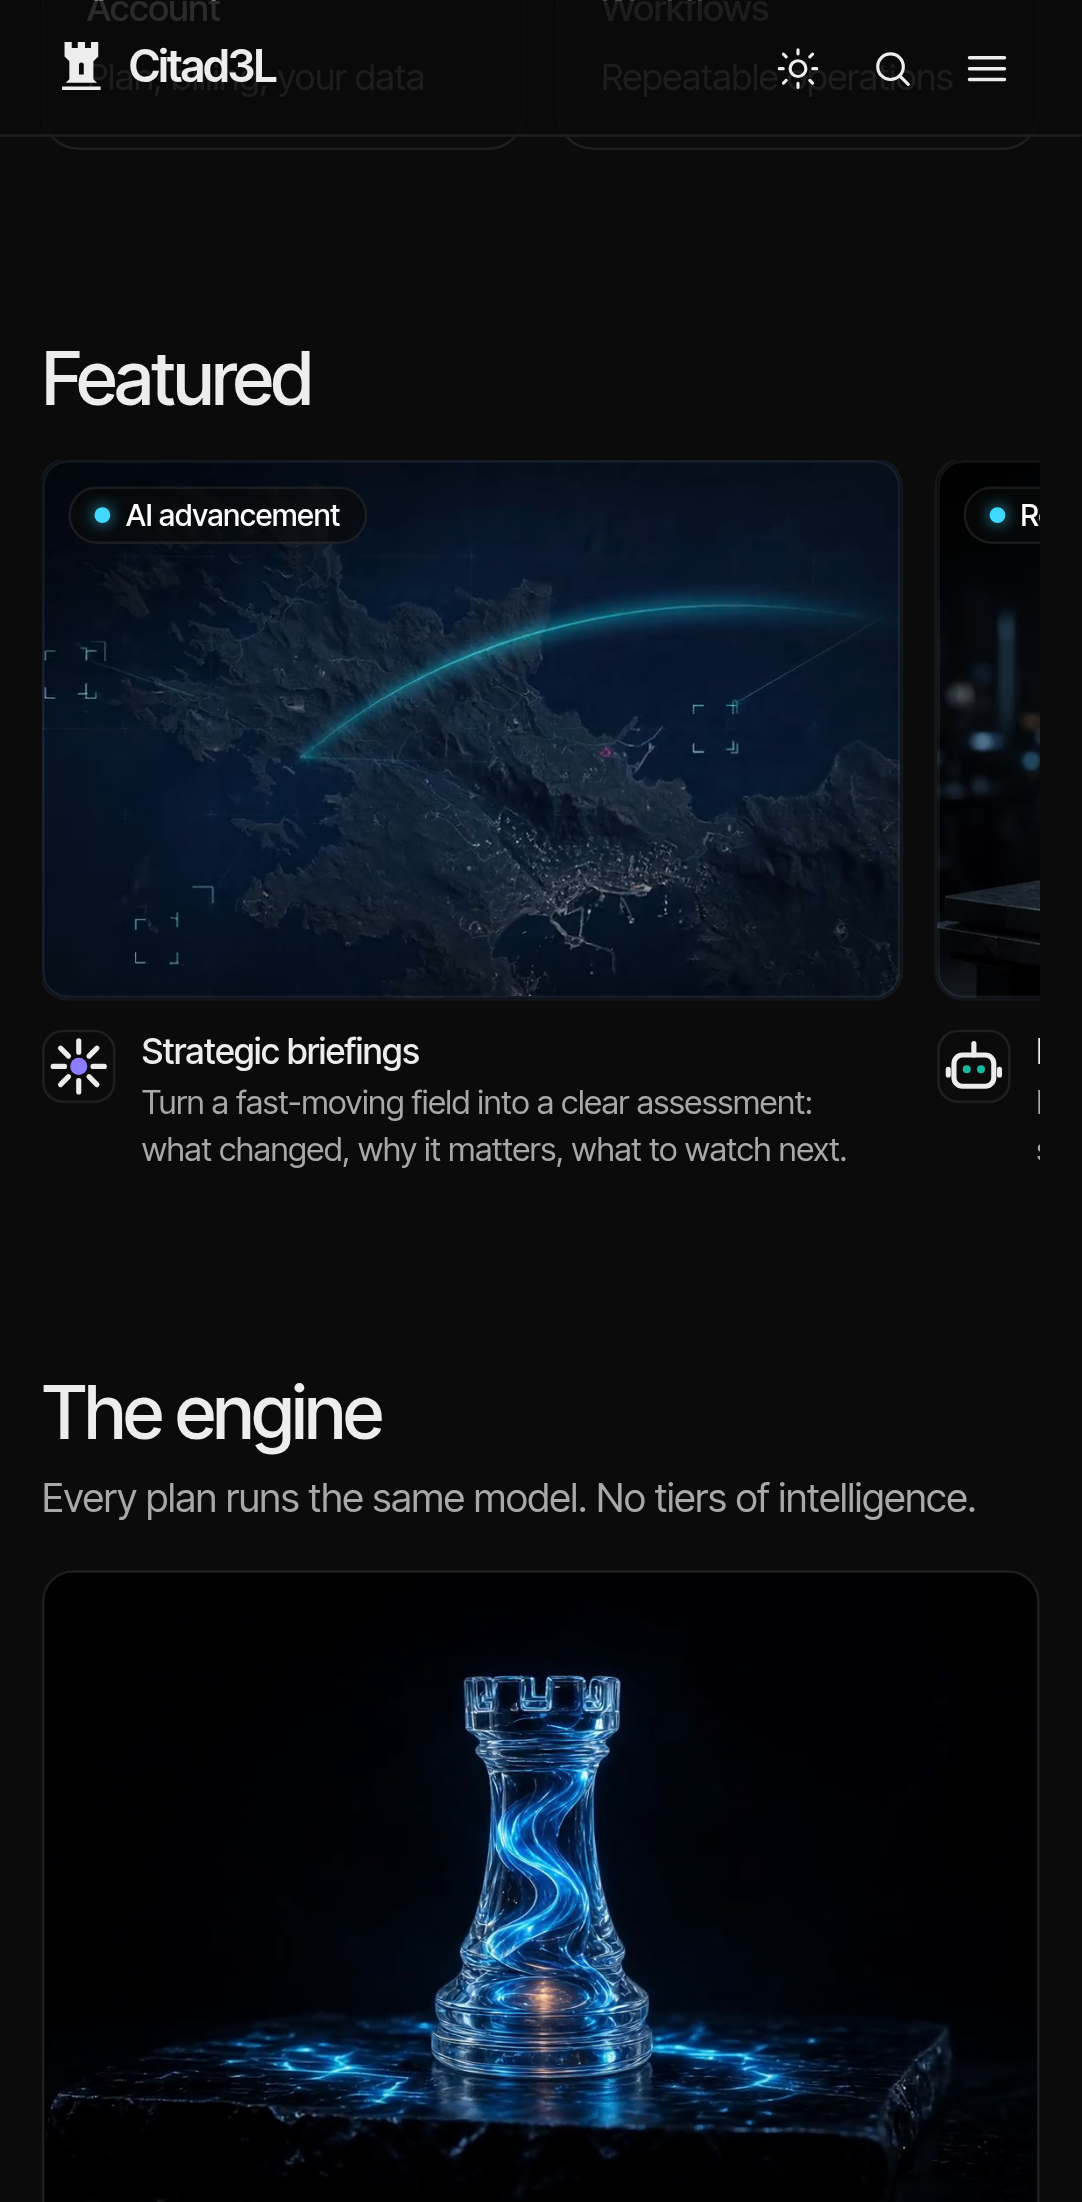 Account
Workflows
Citad3L
Plan, billing, your data
Repeatable operations
Featured
AI advancement
Strategic briefings
Turn a fast-moving field into a clear assessment:
what changed, why it matters, what to watch next.
The engine
Every plan runs the same model. No tiers of intelligence.